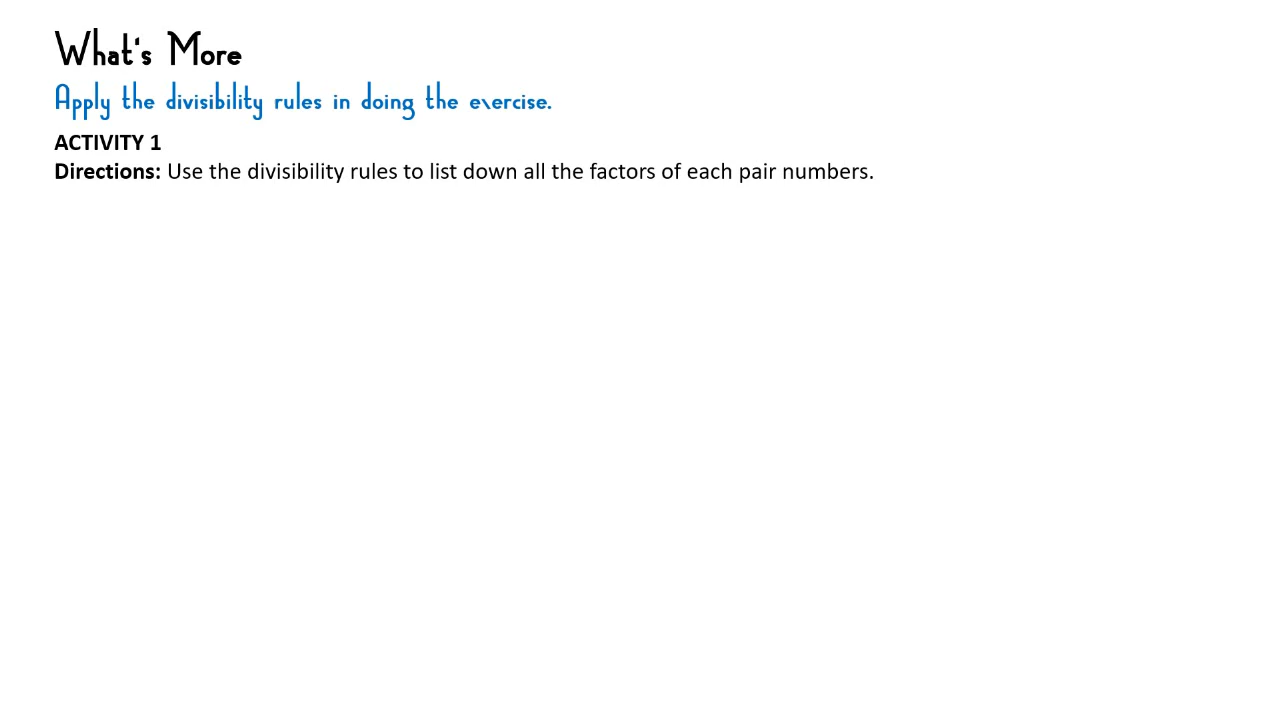 What's More
Apply the divisibility rules in doing the exercise.
ACTIVITY 1
Directions: Use the divisibility rules to list down all the factors of each pair numbers.